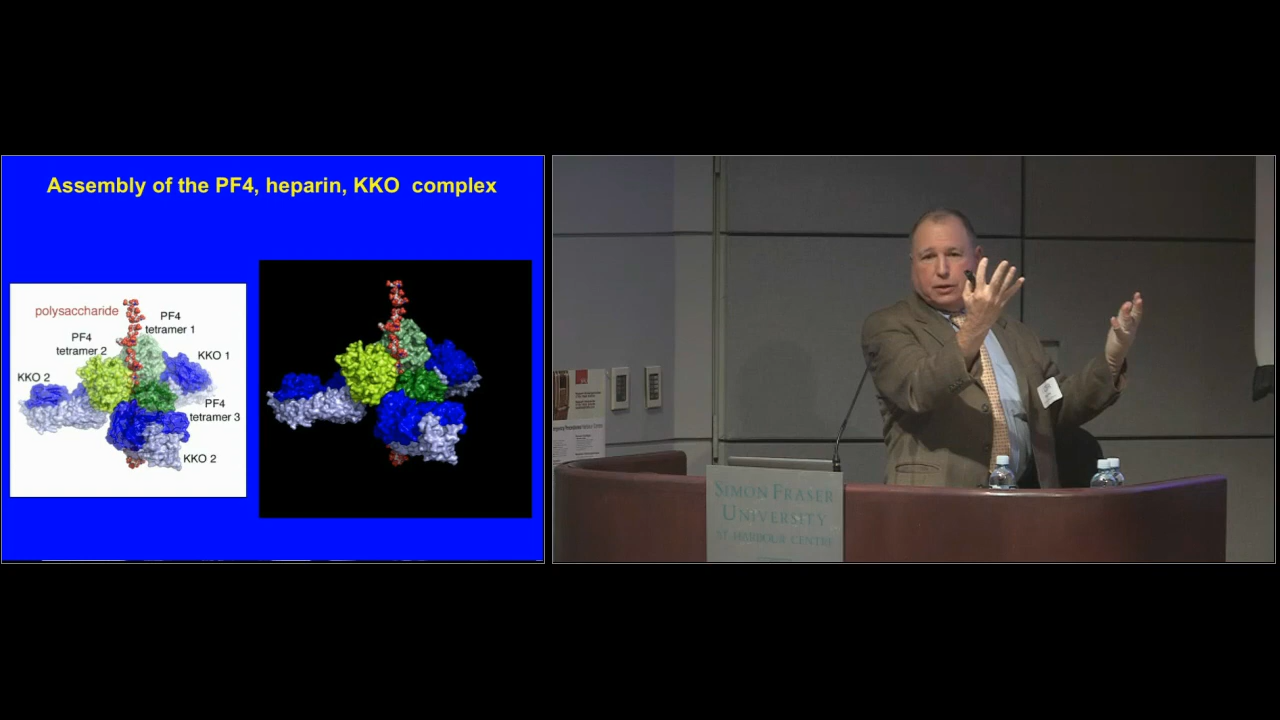 Assembly of the PF4, heparin, KKO complex
polysaccharide
PF4
tetramer 1
PF4
tetramer 2
KKO 1
KKO 2
PF4
tetramer 3
KKO 2
SIMON FRASER
UNIVERSITY
AT HARBOUR CENTRE